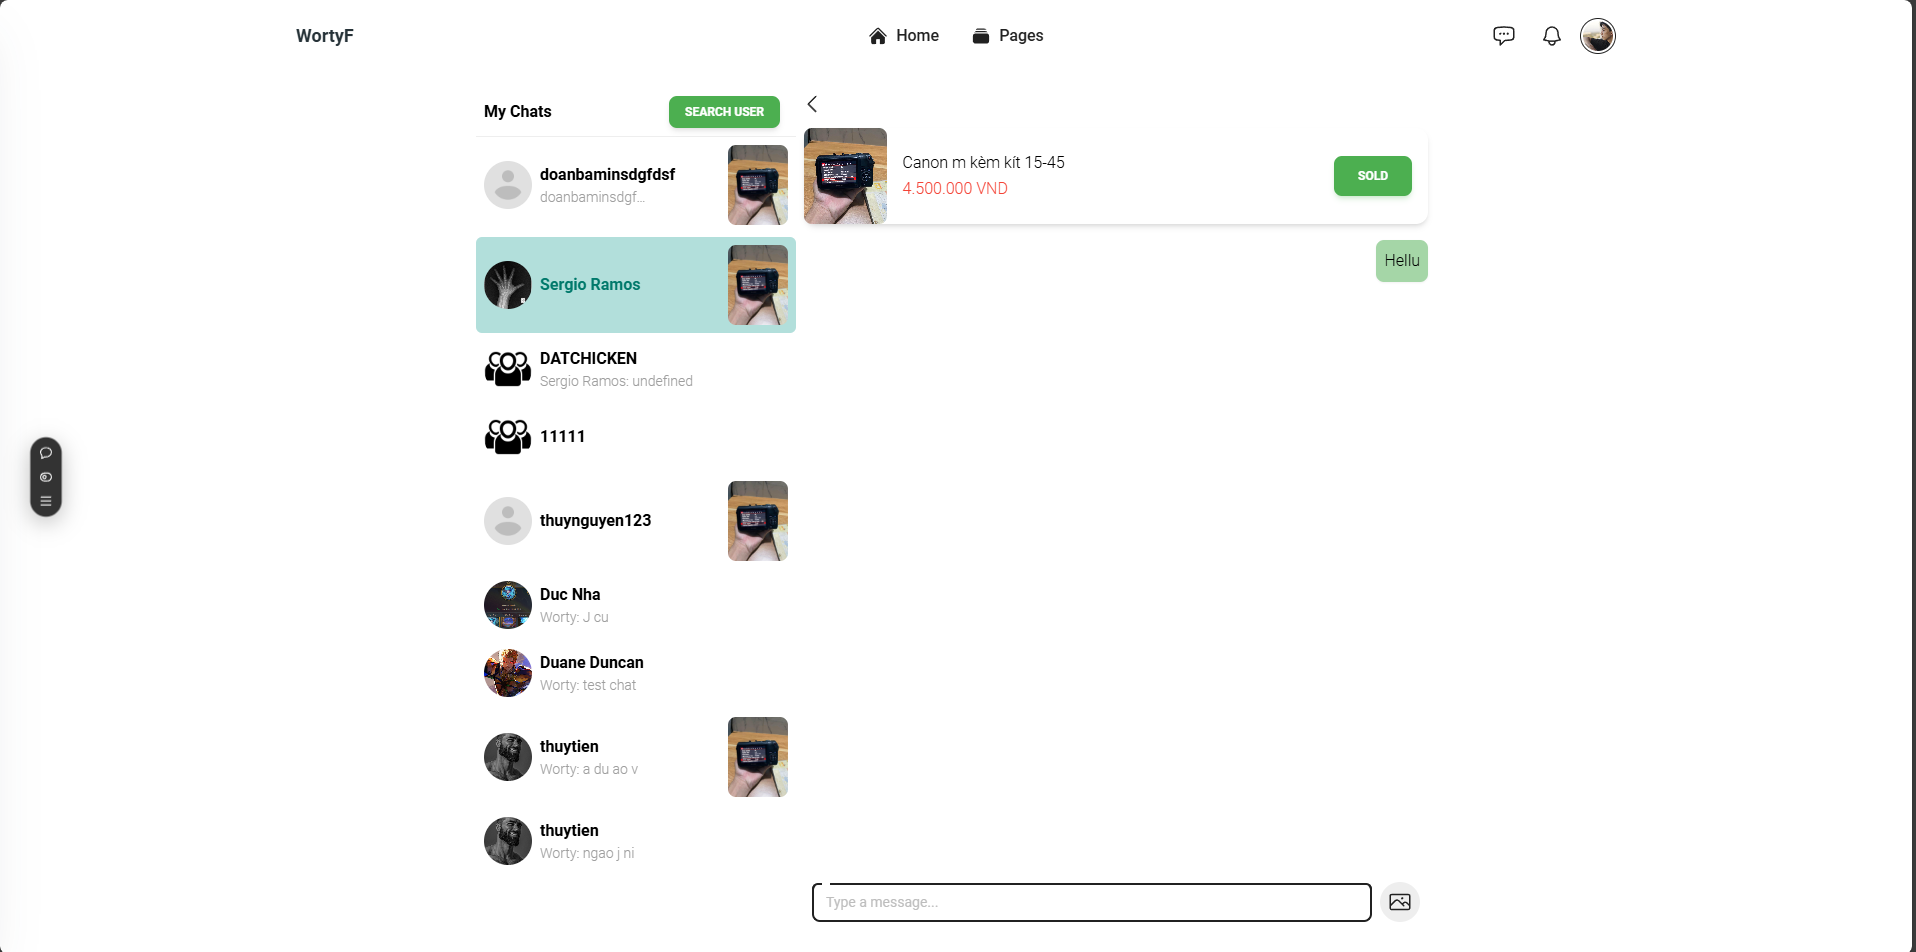 WortyF
Home
Pages
My Chats
SEARCH USER
doanbaminsdgfdsf
doanbaminsdgf...
Sergio Ramos
DATCHICKEN
Sergio Ramos: undefined
11111
thuynguyen123
Duc Nha
Worty: J cu
Duane Duncan
Worty: test chat
thuytien
Worty: a du ao v
thuytien
Worty: ngao j ni
Canon m kèm kít 15-45
4.500.000 VND
SOLD
Hellu
Type a message...